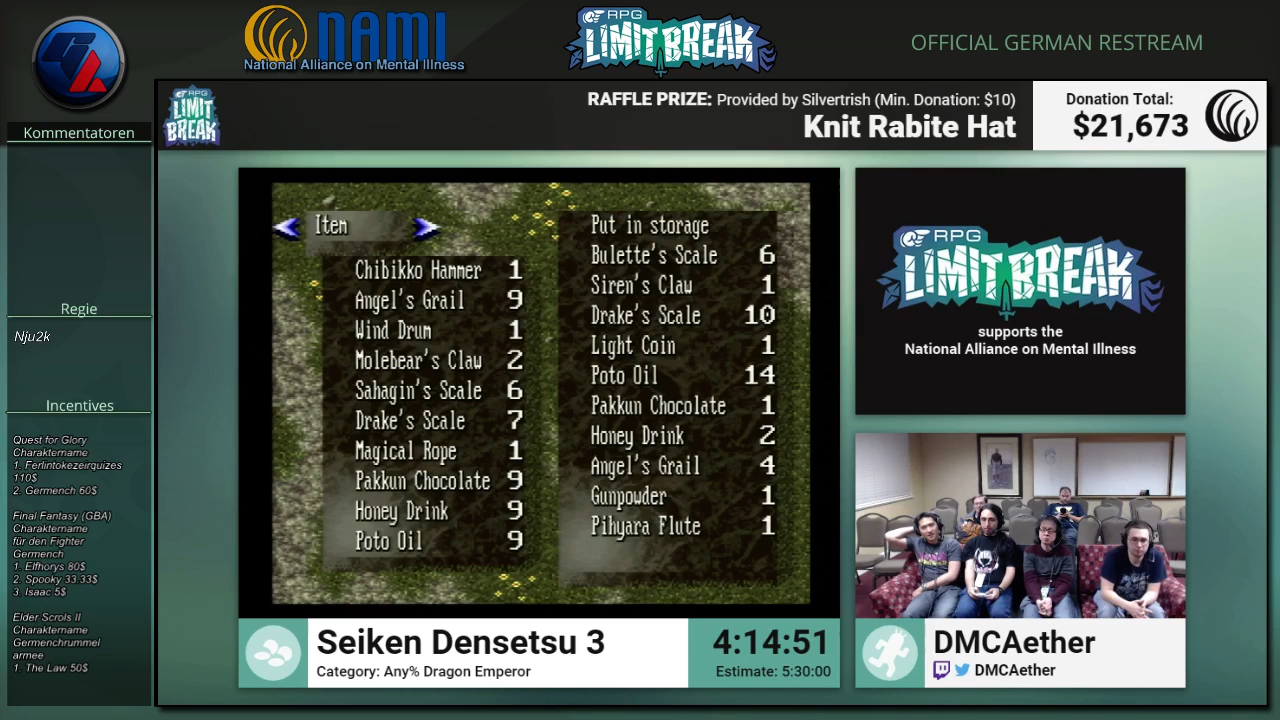 NAMI
National Alliance on Mental Illness
RPG
LIMIT BREAK
OFFICIAL GERMAN RESTREAM
RPG
LIMIT
BREAK
RAFFLE PRIZE: Provided by Silvertrish (Min. Donation: $10)
Knit Rabite Hat
Donation Total:
$21,673
Kommentatoren
Regie
Nju2k
Incentives
Quest for Glory
Charaktername
1. Ferlintokezeirquizes
110$
2. Germench 60$
Final Fantasy (GBA)
Charaktername
für den Fighter
Germench
1. Elfhorys 80$
2. Spooky 33.33$
3. Isaac 5$
Elder Scrols II
Charaktername
Germenchrummel
armee
1. The Law 50$
Item
Chibikko Hammer 1
Angel's Grail 9
Wind Drum 1
Molebear's Claw 2
Sahagin's Scale 6
Drake's Scale 7
Magical Rope 1
Pakkun Chocolate 9
Honey Drink 9
Poto Oil 9
Put in storage
Bulette's Scale 6
Siren's Claw 1
Drake's Scale 10
Light Coin 1
Poto Oil 14
Pakkun Chocolate 1
Honey Drink 2
Angel's Grail 4
Gunpowder 1
Pihyara Flute 1
RPG
LIMIT BREAK
supports the
National Alliance on Mental Illness
Seiken Densetsu 3
Category: Any% Dragon Emperor
4:14:51
Estimate: 5:30:00
DMCAether
DMCAether